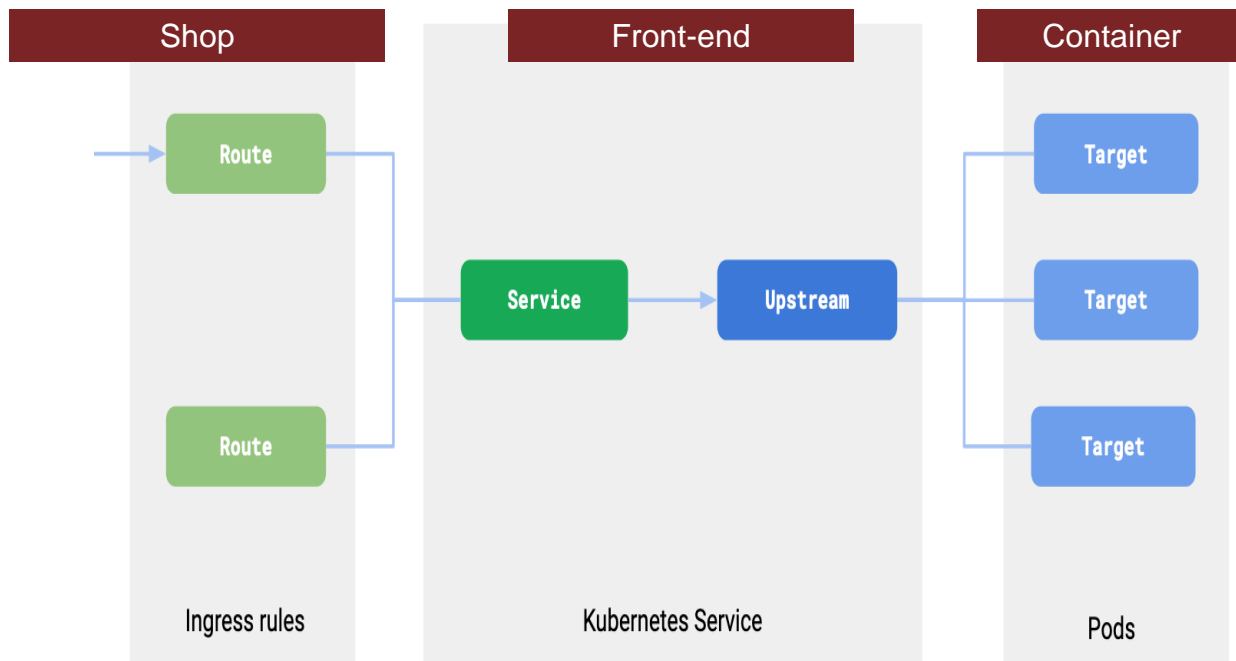 Shop
Front-end
Container
Route
Target
Service
Upstream
Target
Route
Target
Ingress rules
Kubernetes Service
Pods